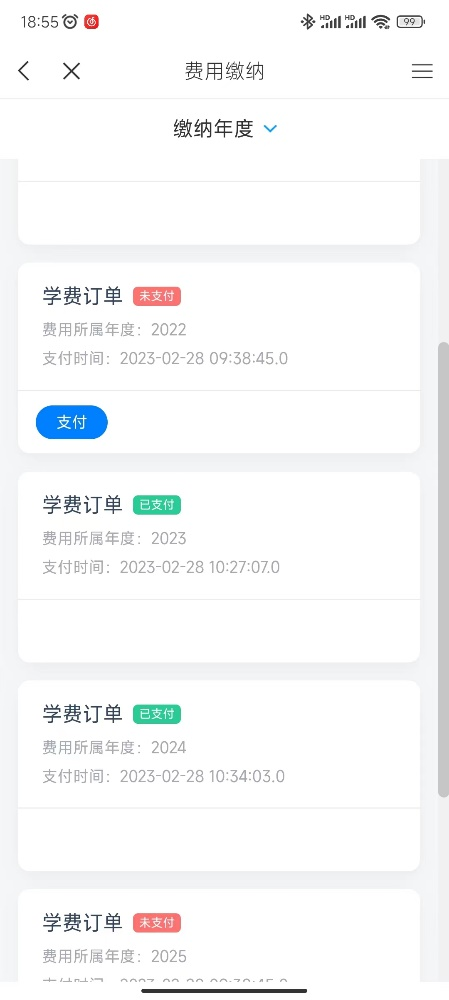 18:55
HD HD 99
费用缴纳
缴纳年度
学费订单 未支付
费用所属年度：2022
支付时间：2023-02-28 09:38:45.0
支付
学费订单 已支付
费用所属年度：2023
支付时间：2023-02-28 10:27:07.0
学费订单 已支付
费用所属年度：2024
支付时间：2023-02-28 10:34:03.0
学费订单 未支付
费用所属年度：2025